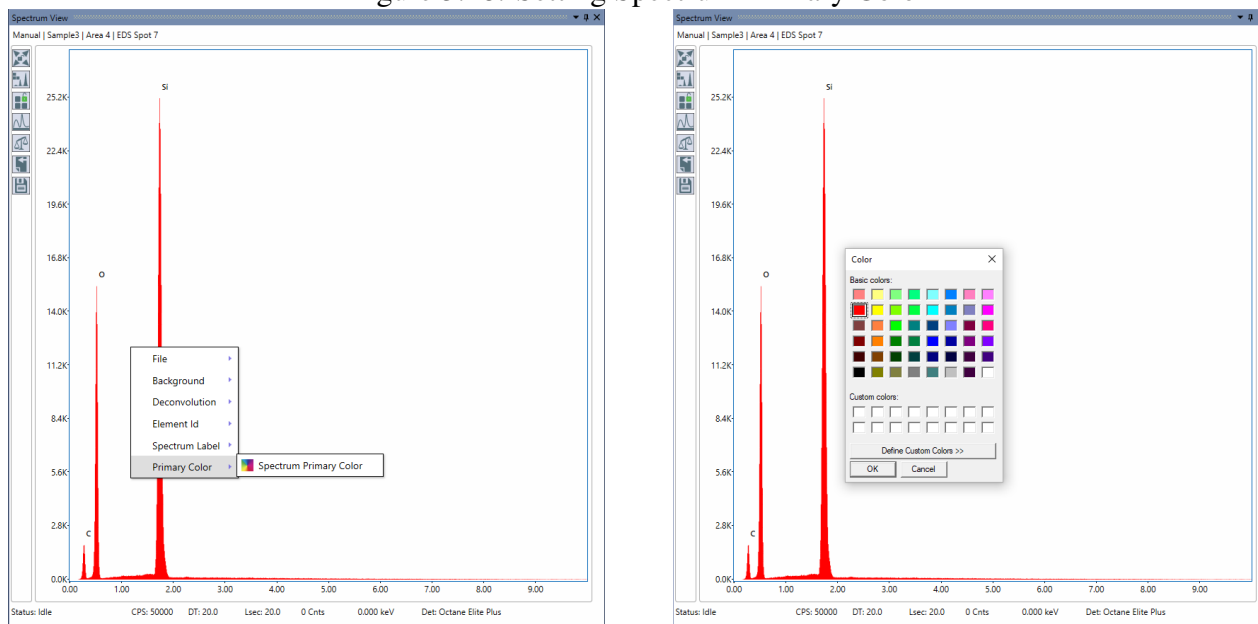 Spectrum View
Manual | Sample3 | Area 4 | EDS Spot 7
Si
25.2K
22.4K
19.6K
16.8K
O
14.0K
11.2K
8.4K
5.6K
2.8K
C
0.0K
0.00 1.00 2.00 3.00 4.00 5.00 6.00 7.00 8.00 9.00
File
Background
Deconvolution
Element Id
Spectrum Label
Primary Color
Spectrum Primary Color
Status: Idle CPS: 50000 DT: 20.0 Lsec: 20.0 0 Cnts 0.000 keV Det: Octane Elite Plus
Spectrum View
Manual | Sample3 | Area 4 | EDS Spot 7
Si
25.2K
22.4K
19.6K
16.8K
O
14.0K
11.2K
8.4K
5.6K
2.8K
C
0.0K
0.00 1.00 2.00 3.00 4.00 5.00 6.00 7.00 8.00 9.00
Color
Basic colors:
Custom colors:
Define Custom Colors >>
OK Cancel
Status: Idle CPS: 50000 DT: 20.0 Lsec: 20.0 0 Cnts 0.000 keV Det: Octane Elite Plus